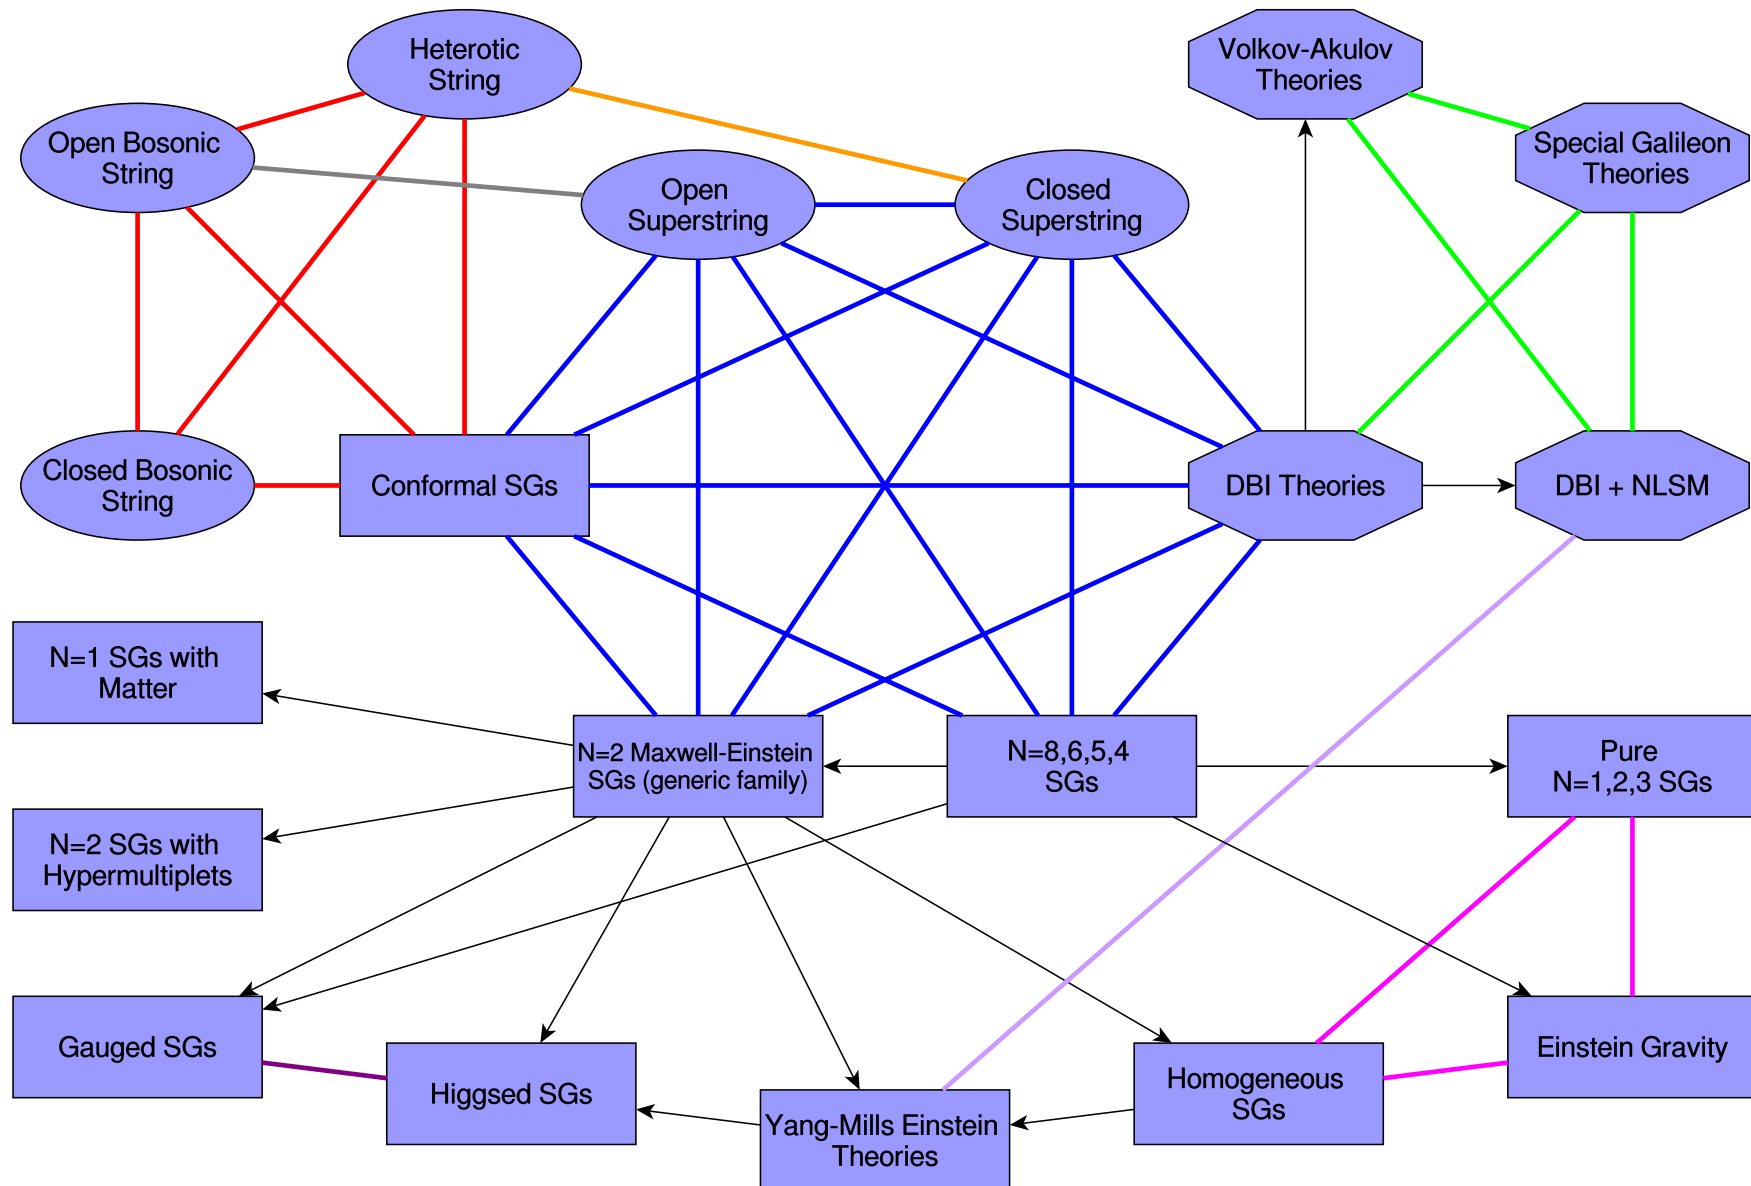 Heterotic
String
Volkov-Akulov
Theories
Open Bosonic
String
Special Galileon
Theories
Open
Superstring
Closed
Superstring
Closed Bosonic
String
Conformal SGs
DBI Theories
DBI + NLSM
N=1 SGs with
Matter
N=2 Maxwell-Einstein
SGs (generic family)
N=8,6,5,4
SGs
Pure
N=1,2,3 SGs
N=2 SGs with
Hypermultiplets
Gauged SGs
Higgsed SGs
Yang-Mills Einstein
Theories
Homogeneous
SGs
Einstein Gravity